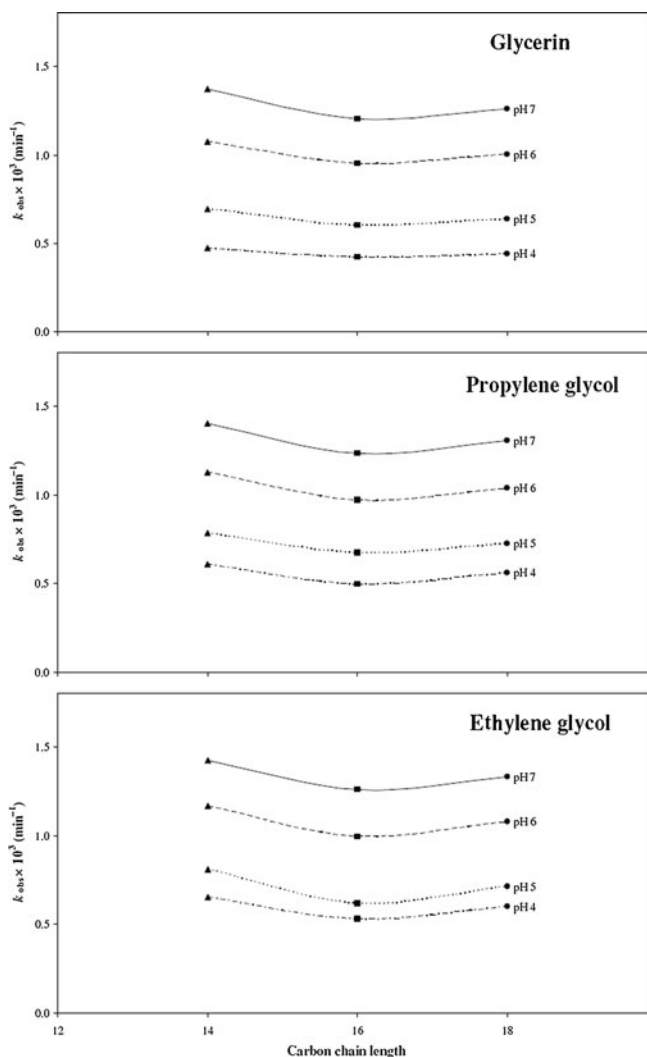 Glycerin
1.5
1.0
0.5
0.0
k obs × 10³ (min⁻¹)
pH 7
pH 6
pH 5
pH 4
Propylene glycol
1.5
1.0
0.5
0.0
k obs × 10³ (min⁻¹)
pH 7
pH 6
pH 5
pH 4
Ethylene glycol
1.5
1.0
0.5
0.0
k obs × 10³ (min⁻¹)
pH 7
pH 6
pH 5
pH 4
12 14 16 18 20
Carbon chain length